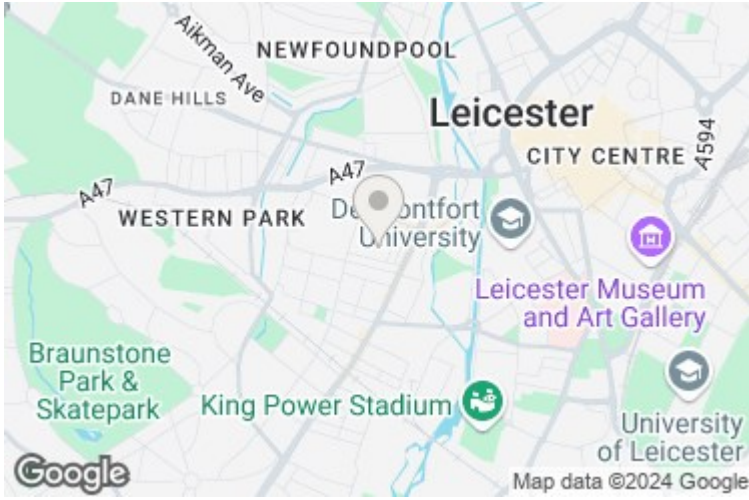 Aikman Ave
NEWFOUNDPOOL
DANE HILLS
Leicester
A594
CITY CENTRE
A47
A47
WESTERN PARK
De Montfort
University
Leicester Museum
and Art Gallery
Braunstone
Park &
Skatepark
King Power Stadium
University
of Leicester
Google
Map data ©2024 Google